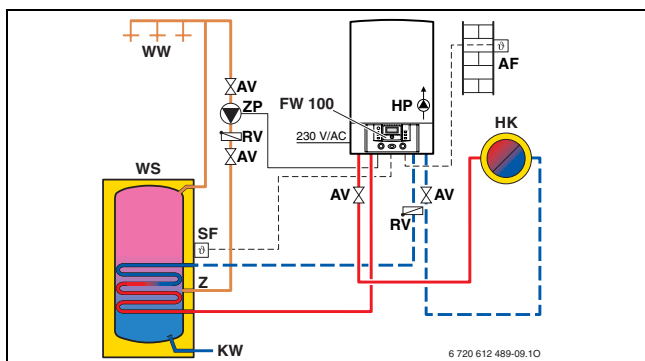 WW
AV
ZP
RV
AV
WS
SF
ϑ
Z
KW
FW 100
HP
230 V/AC
AV
AV
RV
ϑ
AF
HK
6 720 612 489-09.1O